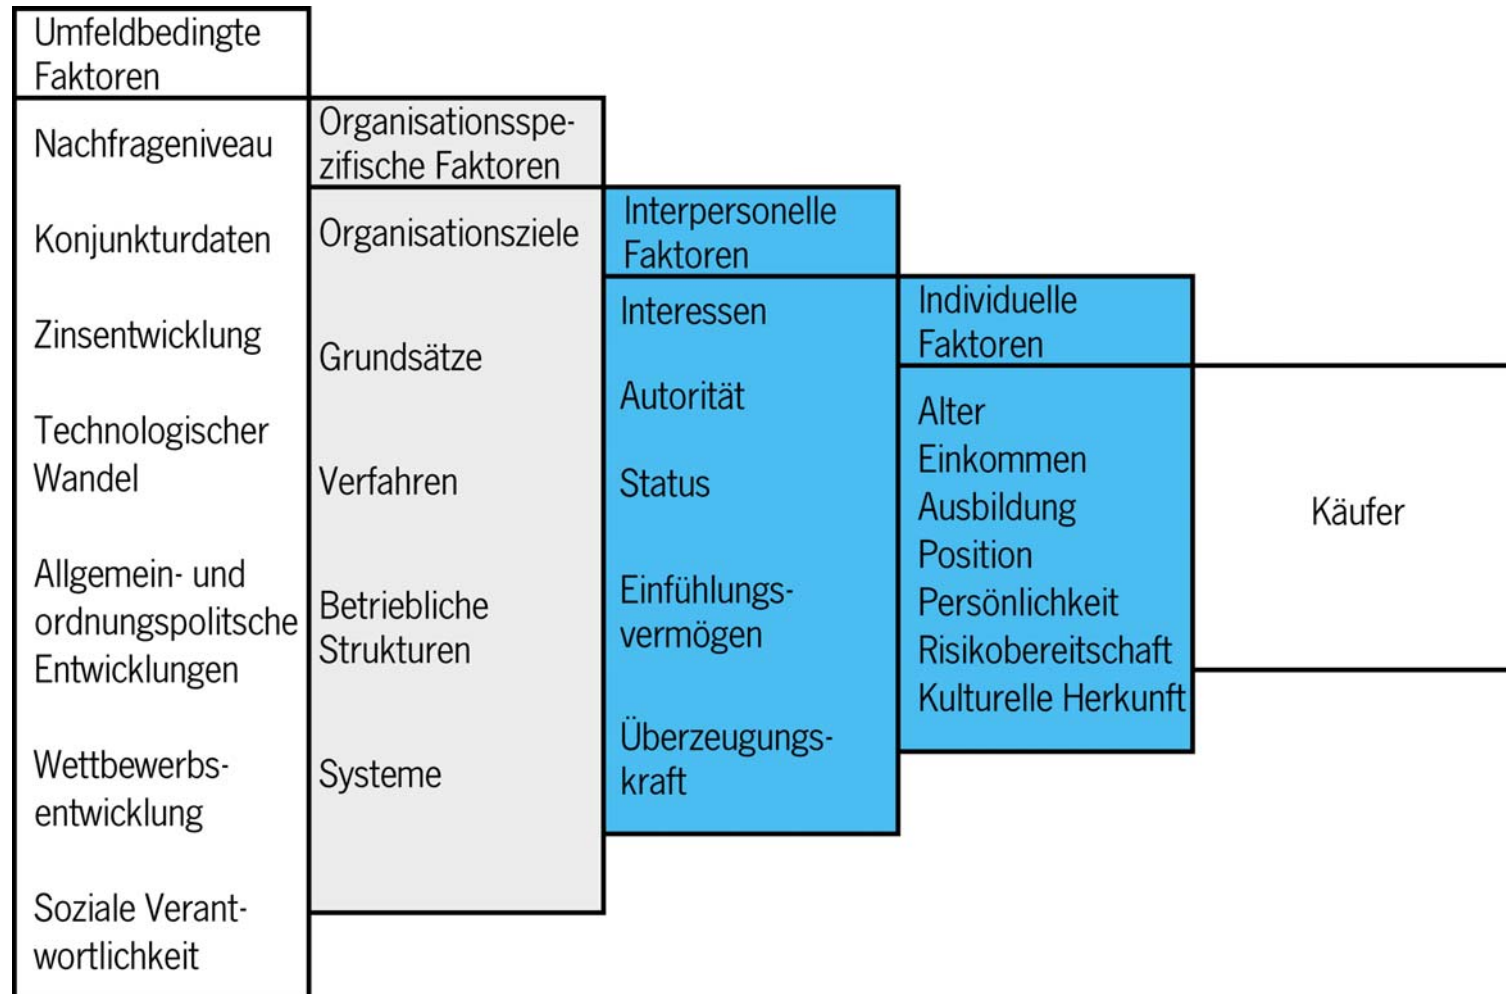 Umfeldbedingte
Faktoren
Nachfrageniveau
Konjunkturdaten
Zinsentwicklung
Technologischer
Wandel
Allgemein- und
ordnungspolitsche
Entwicklungen
Wettbewerbs-
entwicklung
Soziale Verant-
wortlichkeit
Organisationsspe-
zifische Faktoren
Organisationsziele
Grundsätze
Verfahren
Betriebliche
Strukturen
Systeme
Interpersonelle
Faktoren
Interessen
Autorität
Status
Einfühlungs-
vermögen
Überzeugungs-
kraft
Individuelle
Faktoren
Alter
Einkommen
Ausbildung
Position
Persönlichkeit
Risikobereitschaft
Kulturelle Herkunft
Käufer